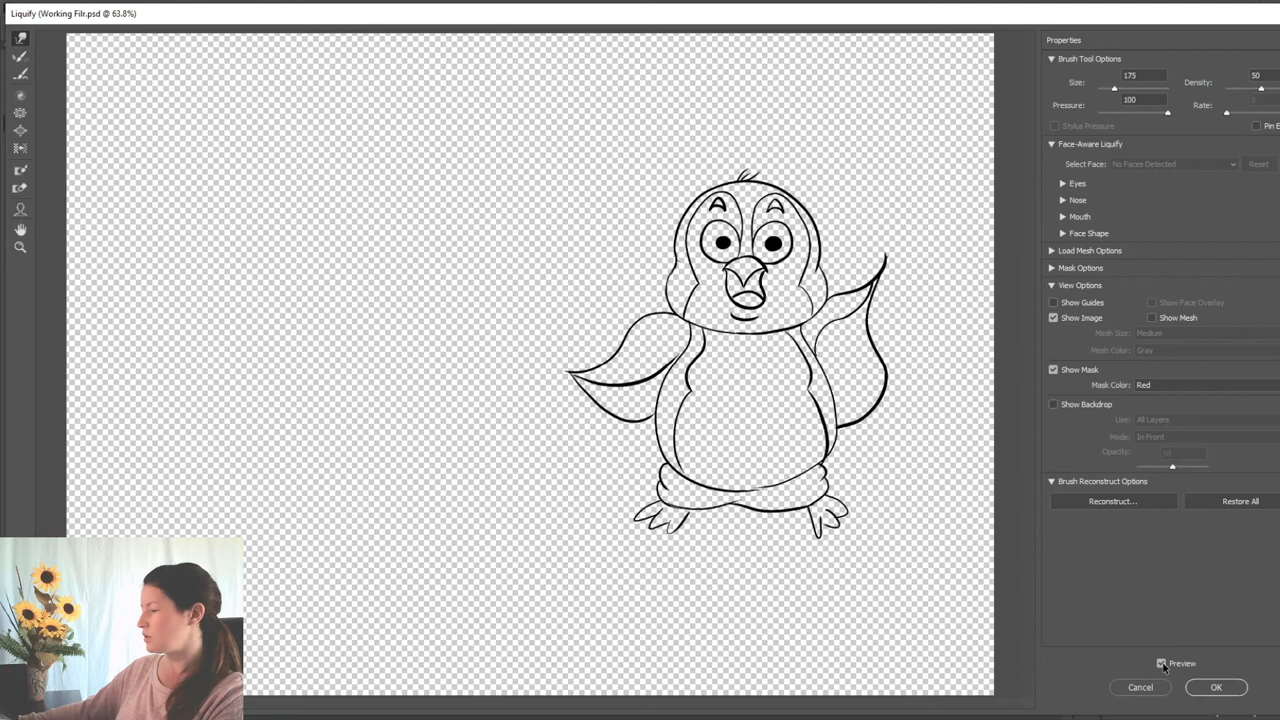 Liquify (Working Filr.psd @ 63.8%)
Properties
Brush Tool Options
Size: 175 Density: 50
Pressure: 100 Rate: 0
Stylus Pressure Pin E
Face-Aware Liquify
Select Face: No Faces Detected Reset
Eyes
Nose
Mouth
Face Shape
Load Mesh Options
Mask Options
View Options
Show Guides Show Face Overlay
Show Image Show Mesh
Mesh Size: Medium
Mesh Color: Gray
Show Mask
Mask Color: Red
Show Backdrop
Use: All Layers
Mode: In Front
Opacity: 50
Brush Reconstruct Options
Reconstruct... Restore All
Preview
Cancel OK